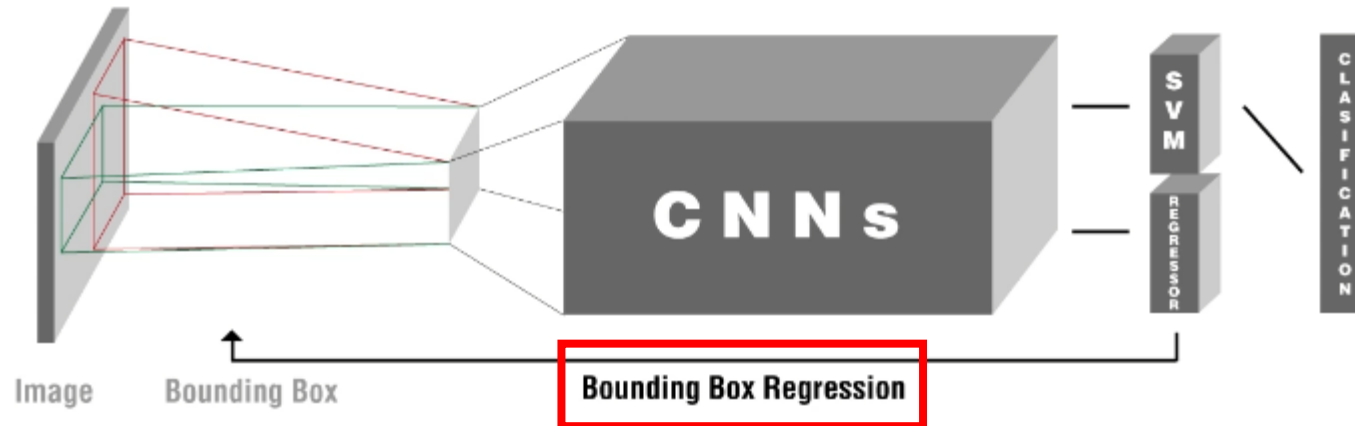 CNNs
SVM
REGRESSOR
CLASIFICATION
Image
Bounding Box
Bounding Box Regression